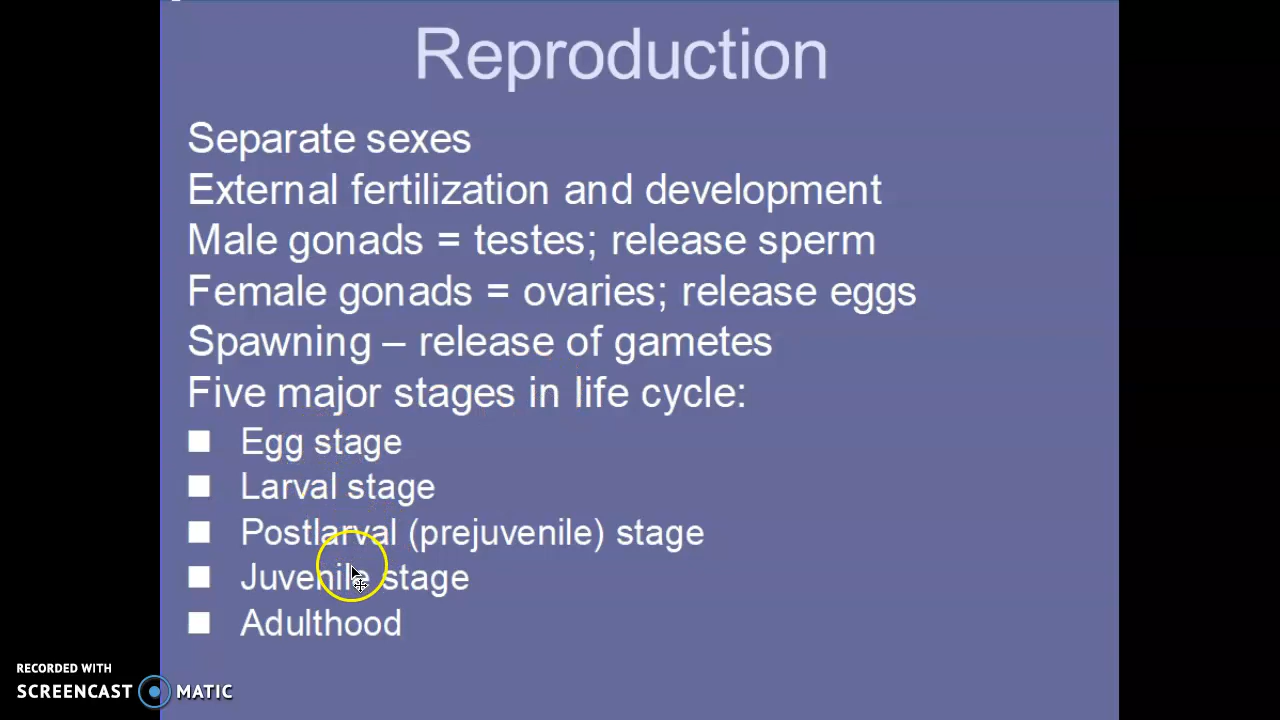 Reproduction
Separate sexes
External fertilization and development
Male gonads = testes; release sperm
Female gonads = ovaries; release eggs
Spawning – release of gametes
Five major stages in life cycle:
Egg stage
Larval stage
Postlarval (prejuvenile) stage
Juvenile stage
Adulthood
RECORDED WITH
SCREENCAST MATIC